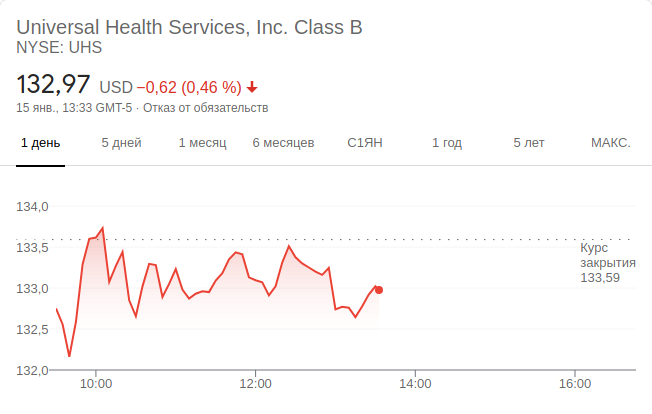 Universal Health Services, Inc. Class B
NYSE: UHS
132,97 USD −0,62 (0,46 %)
15 янв., 13:33 GMT-5 · Отказ от обязательств
1 день 5 дней 1 месяц 6 месяцев С1ЯН 1 год 5 лет МАКС.
134,0
133,5
133,0
132,5
132,0
Курс
закрытия
133,59
10:00 12:00 14:00 16:00